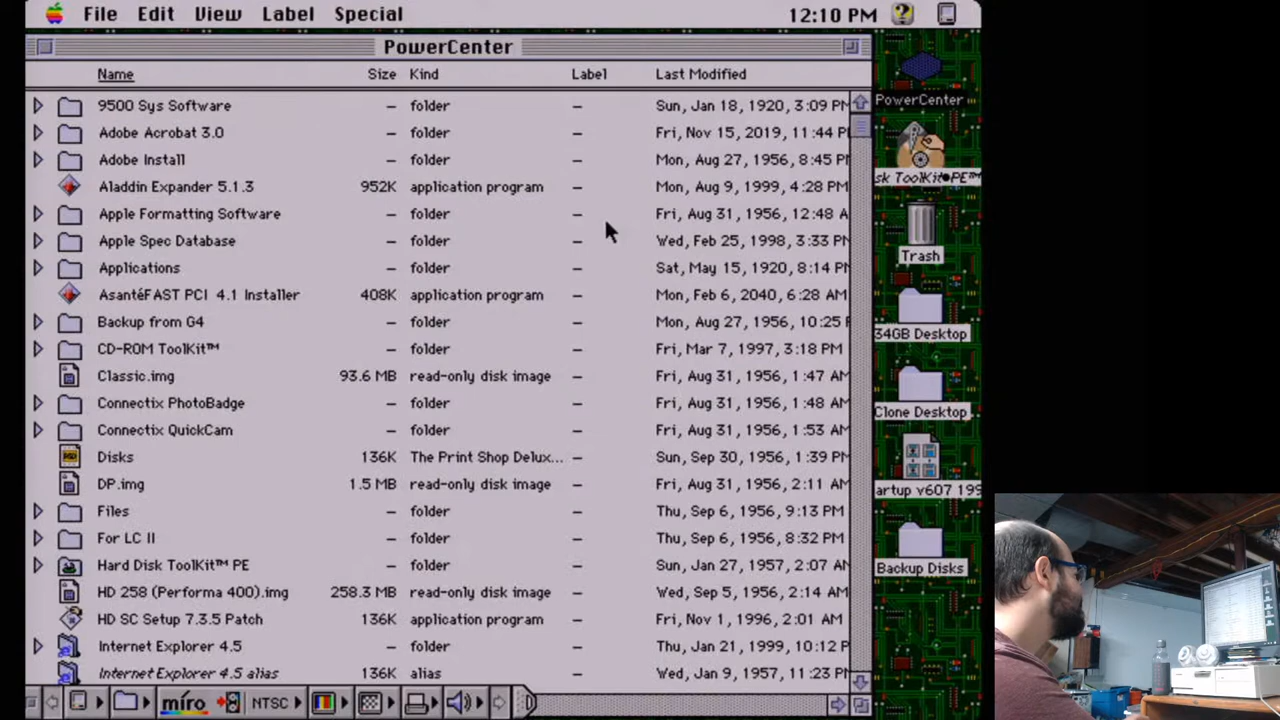 File Edit View Label Special 12:10 PM
PowerCenter
Name Size Kind Label Last Modified
9500 Sys Software – folder – Sun, Jan 18, 1920, 3:09 PM
Adobe Acrobat 3.0 – folder – Fri, Nov 15, 2019, 11:44 P
Adobe Install – folder – Mon, Aug 27, 1956, 8:45 PM
Aladdin Expander 5.1.3 952K application program – Mon, Aug 9, 1999, 4:28 PM
Apple Formatting Software – folder – Fri, Aug 31, 1956, 12:48 A
Apple Spec Database – folder – Wed, Feb 25, 1998, 3:33 PM
Applications – folder – Sat, May 15, 1920, 8:14 PM
AsantéFAST PCI 4.1 Installer 408K application program – Mon, Feb 6, 2040, 6:28 AM
Backup from G4 – folder – Mon, Aug 27, 1956, 10:25
CD-ROM ToolKit™ – folder – Fri, Mar 7, 1997, 3:18 PM
Classic.img 93.6 MB read-only disk image – Fri, Aug 31, 1956, 1:47 AM
Connectix PhotoBadge – folder – Fri, Aug 31, 1956, 1:48 AM
Connectix QuickCam – folder – Fri, Aug 31, 1956, 1:53 AM
Disks 136K The Print Shop Delux... – Sun, Sep 30, 1956, 1:39 PM
DP.img 1.5 MB read-only disk image – Fri, Aug 31, 1956, 2:11 AM
Files – folder – Thu, Sep 6, 1956, 9:13 PM
For LC II – folder – Thu, Sep 6, 1956, 8:32 PM
Hard Disk ToolKit™ PE – folder – Sun, Jan 27, 1957, 2:07 AM
HD 258 (Performa 400).img 258.3 MB read-only disk image – Wed, Sep 5, 1956, 2:14 AM
HD SC Setup 7.3.5 Patch 136K application program – Fri, Nov 1, 1996, 2:01 AM
Internet Explorer 4.5 – folder – Thu, Jan 21, 1999, 10:12 P
Internet Explorer 4.5 alias 136K alias – Wed, Jan 9, 1957, 11:23 P
PowerCenter
sk ToolKit•PE™
Trash
34GB Desktop
Clone Desktop
artup v607 199
Backup Disks